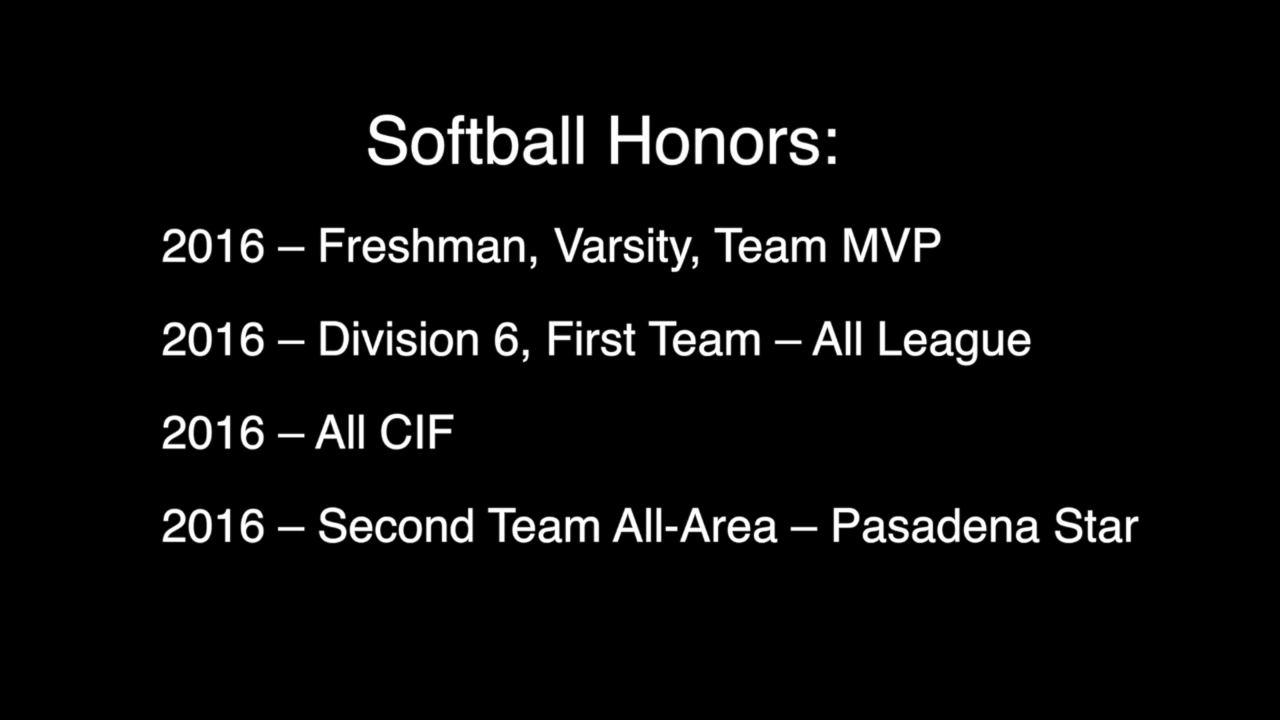 Softball Honors:
2016 – Freshman, Varsity, Team MVP
2016 – Division 6, First Team – All League
2016 – All CIF
2016 – Second Team All-Area – Pasadena Star